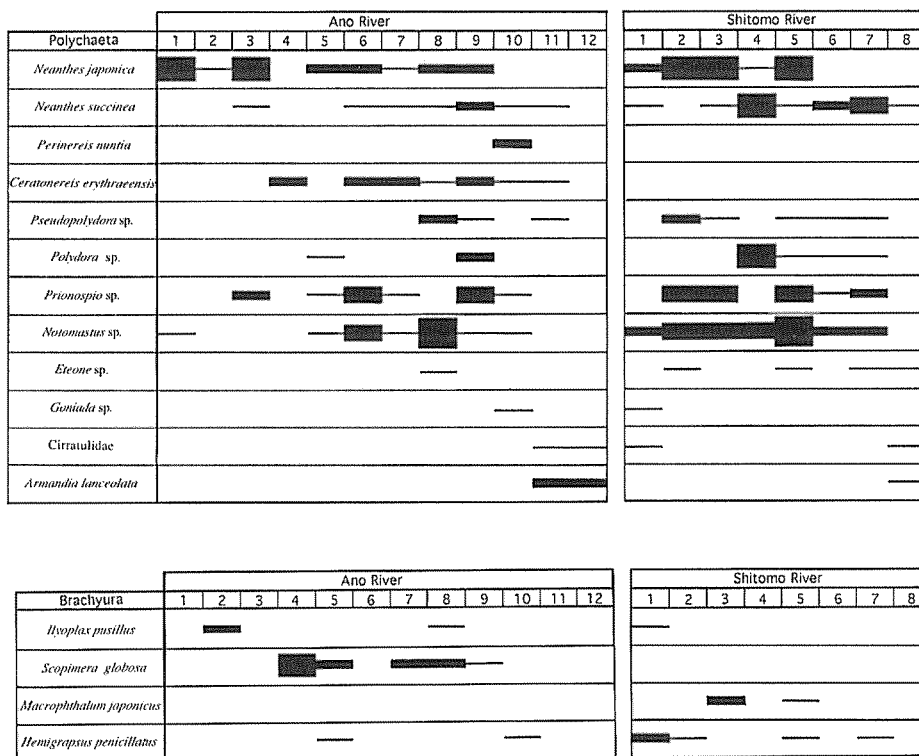 Ano River
Shitomo River
Polychaeta 1 2 3 4 5 6 7 8 9 10 11 12 1 2 3 4 5 6 7 8
Neanthes japonica
Neanthes succinea
Perinereis nuntia
Ceratonereis erythraeensis
Pseudopolydora sp.
Polydora sp.
Prionospio sp.
Notomastus sp.
Eteone sp.
Goniada sp.
Cirratulidae
Armandia lanceolata
Ano River
Shitomo River
Brachyura 1 2 3 4 5 6 7 8 9 10 11 12 1 2 3 4 5 6 7 8
Ilyoplax pusillus
Scopimera globosa
Macrophthalum japonicus
Hemigrapsus penicillatus